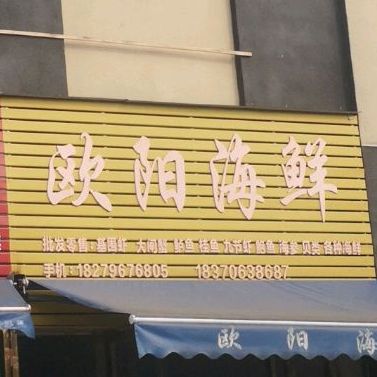 欧阳海鲜
批发零售：基围虾 大闸蟹 鲈鱼 桂鱼 九节虾 鲍鱼 海参 贝类 各种海鲜
手机：18279676805 18370638687
欧 阳 海